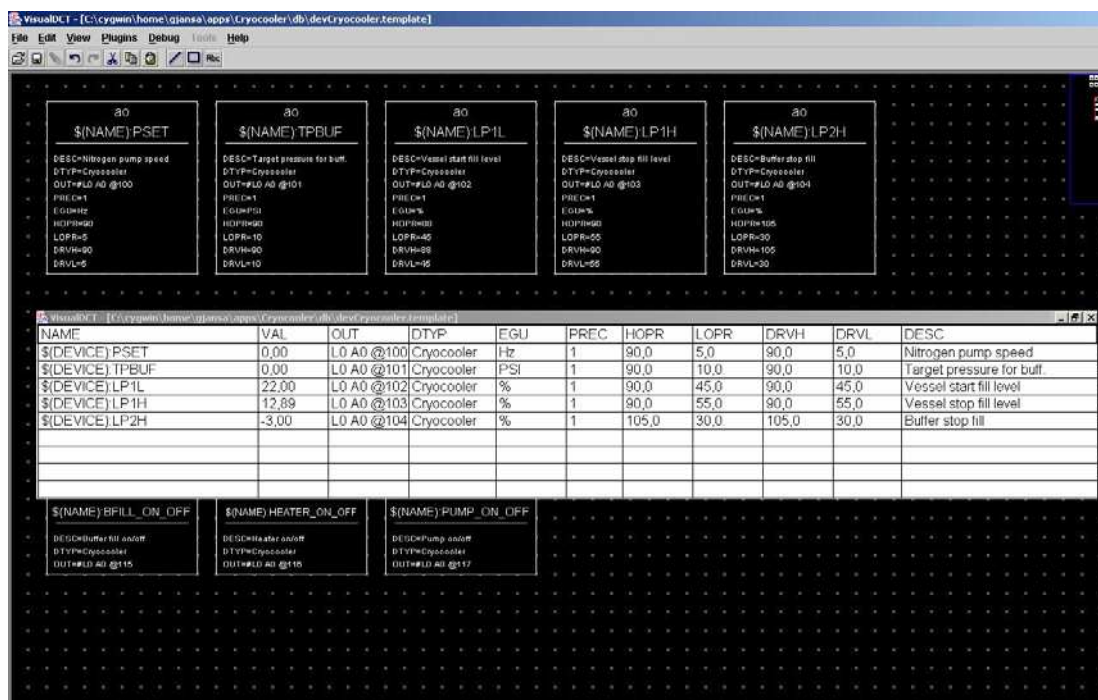 VisualDCT - [C:\cygwin\home\gjansa\apps\Cryocooler\db\devCryocooler.template]
File Edit View Plugins Debug Tools Help
Rec
ao
$(NAME):PSET
DESC=Nitrogen pump speed
DTYP=Cryocooler
OUT=#L0 A0 @100
PREC=1
EGU=Hz
HOPR=90
LOPR=5
DRVH=90
DRVL=5
ao
$(NAME):TPBUF
DESC=Target pressure for buff.
DTYP=Cryocooler
OUT=#L0 A0 @101
PREC=1
EGU=PSI
HOPR=90
LOPR=10
DRVH=90
DRVL=10
ao
$(NAME):LP1L
DESC=Vessel start fill level
DTYP=Cryocooler
OUT=#L0 A0 @102
PREC=1
EGU=%
LOPR=45
DRVL=45
ao
$(NAME):LP1H
DESC=Vessel stop fill level
DTYP=Cryocooler
OUT=#L0 A0 @103
PREC=1
EGU=%
HOPR=90
LOPR=55
DRVH=90
DRVL=55
ao
$(NAME):LP2H
DESC=Buffer stop fill
DTYP=Cryocooler
OUT=#L0 A0 @104
PREC=1
EGU=%
HOPR=105
LOPR=30
DRVH=105
DRVL=30
VisualDCT - [C:\cygwin\home\gjansa\apps\Cryocooler\db\devCryocooler.template]
NAME VAL OUT DTYP EGU PREC HOPR LOPR DRVH DRVL DESC
$(DEVICE):PSET 0,00 L0 A0 @100 Cryocooler Hz 1 90,0 5,0 90,0 5,0 Nitrogen pump speed
$(DEVICE):TPBUF 0,00 L0 A0 @101 Cryocooler PSI 1 90,0 10,0 90,0 10,0 Target pressure for buff.
$(DEVICE):LP1L 22,00 L0 A0 @102 Cryocooler % 1 90,0 45,0 90,0 45,0 Vessel start fill level
$(DEVICE):LP1H 12,89 L0 A0 @103 Cryocooler % 1 90,0 55,0 90,0 55,0 Vessel stop fill level
$(DEVICE):LP2H -3,00 L0 A0 @104 Cryocooler % 1 105,0 30,0 105,0 30,0 Buffer stop fill
$(NAME):BFILL_ON_OFF
DESC=Buffer fill on/off
DTYP=Cryocooler
OUT=#L0 A0 @115
$(NAME):HEATER_ON_OFF
DESC=Heater on/off
DTYP=Cryocooler
OUT=#L0 A0 @116
$(NAME):PUMP_ON_OFF
DESC=Pump on/off
DTYP=Cryocooler
OUT=#L0 A0 @117